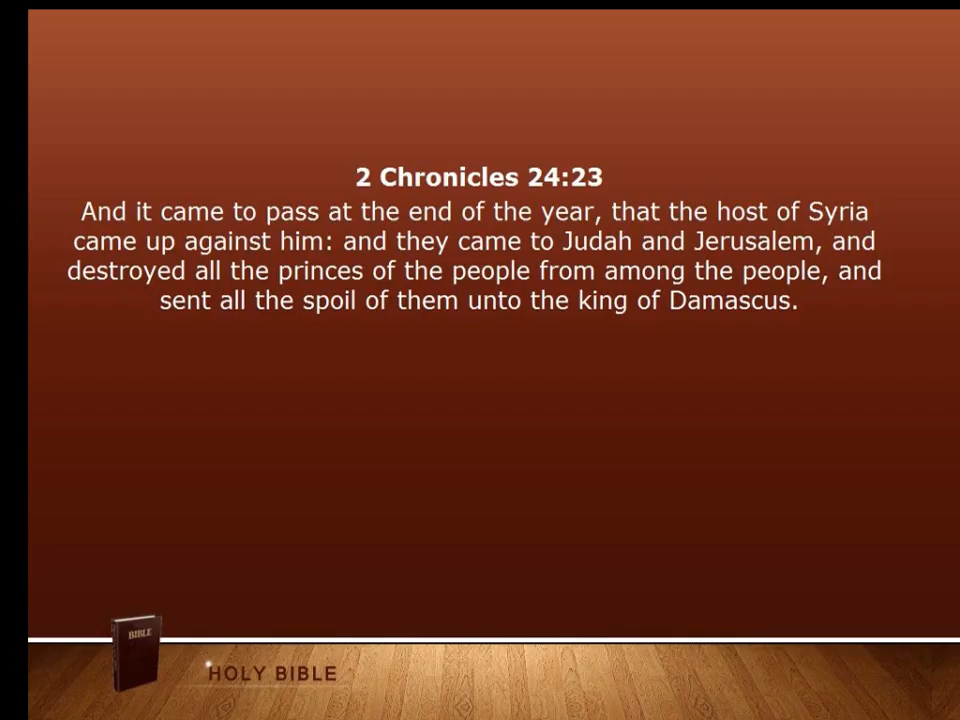 2 Chronicles 24:23
And it came to pass at the end of the year, that the host of Syria
came up against him: and they came to Judah and Jerusalem, and
destroyed all the princes of the people from among the people, and
sent all the spoil of them unto the king of Damascus.
BIBLE
HOLY BIBLE